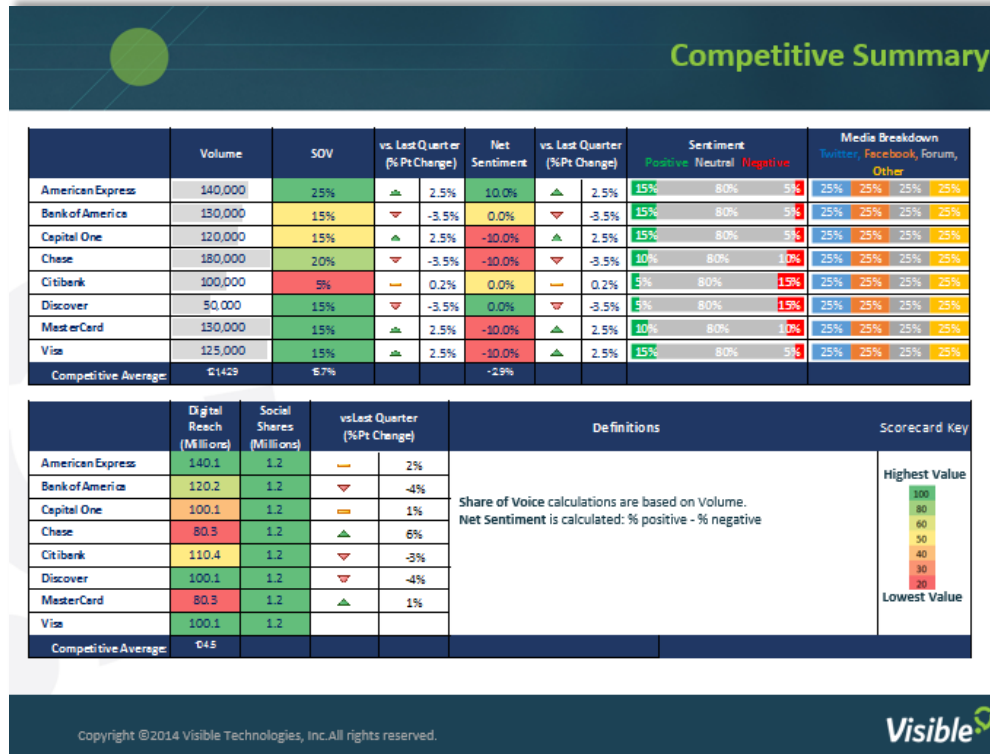 Competitive Summary
Volume SOV vs. Last Quarter (% Pt Change) Net Sentiment vs. Last Quarter (%Pt Change) Sentiment Positive Neutral Negative Media Breakdown Twitter, Facebook, Forum, Other
American Express 140,000 25% 2.5% 10.0% 2.5% 15% 80% 5% 25% 25% 25% 25%
Bank of America 130,000 15% -3.5% 0.0% -3.5% 15% 80% 5% 25% 25% 25% 25%
Capital One 120,000 15% 2.5% -10.0% 2.5% 15% 80% 5% 25% 25% 25% 25%
Chase 180,000 20% -3.5% -10.0% -3.5% 10% 80% 10% 25% 25% 25% 25%
Citibank 100,000 5% 0.2% 0.0% 0.2% 5% 80% 15% 25% 25% 25% 25%
Discover 50,000 15% -3.5% 0.0% -3.5% 5% 80% 15% 25% 25% 25% 25%
MasterCard 130,000 15% 2.5% -10.0% 2.5% 10% 80% 10% 25% 25% 25% 25%
Visa 125,000 15% 2.5% -10.0% 2.5% 15% 80% 5% 25% 25% 25% 25%
Competitive Average: 121429 15.7% -2.9%
Digital Reach (Millions) Social Shares (Millions) vs Last Quarter (%Pt Change) Definitions Scorecard Key
American Express 140.1 1.2 2%
Bank of America 120.2 1.2 -4%
Capital One 100.1 1.2 1%
Chase 80.3 1.2 6%
Citibank 110.4 1.2 -3%
Discover 100.1 1.2 -4%
MasterCard 80.3 1.2 1%
Visa 100.1 1.2
Competitive Average: 104.5
Share of Voice calculations are based on Volume.
Net Sentiment is calculated: % positive - % negative
Highest Value
100
80
60
50
40
30
20
Lowest Value
Copyright ©2014 Visible Technologies, Inc.All rights reserved.
Visible